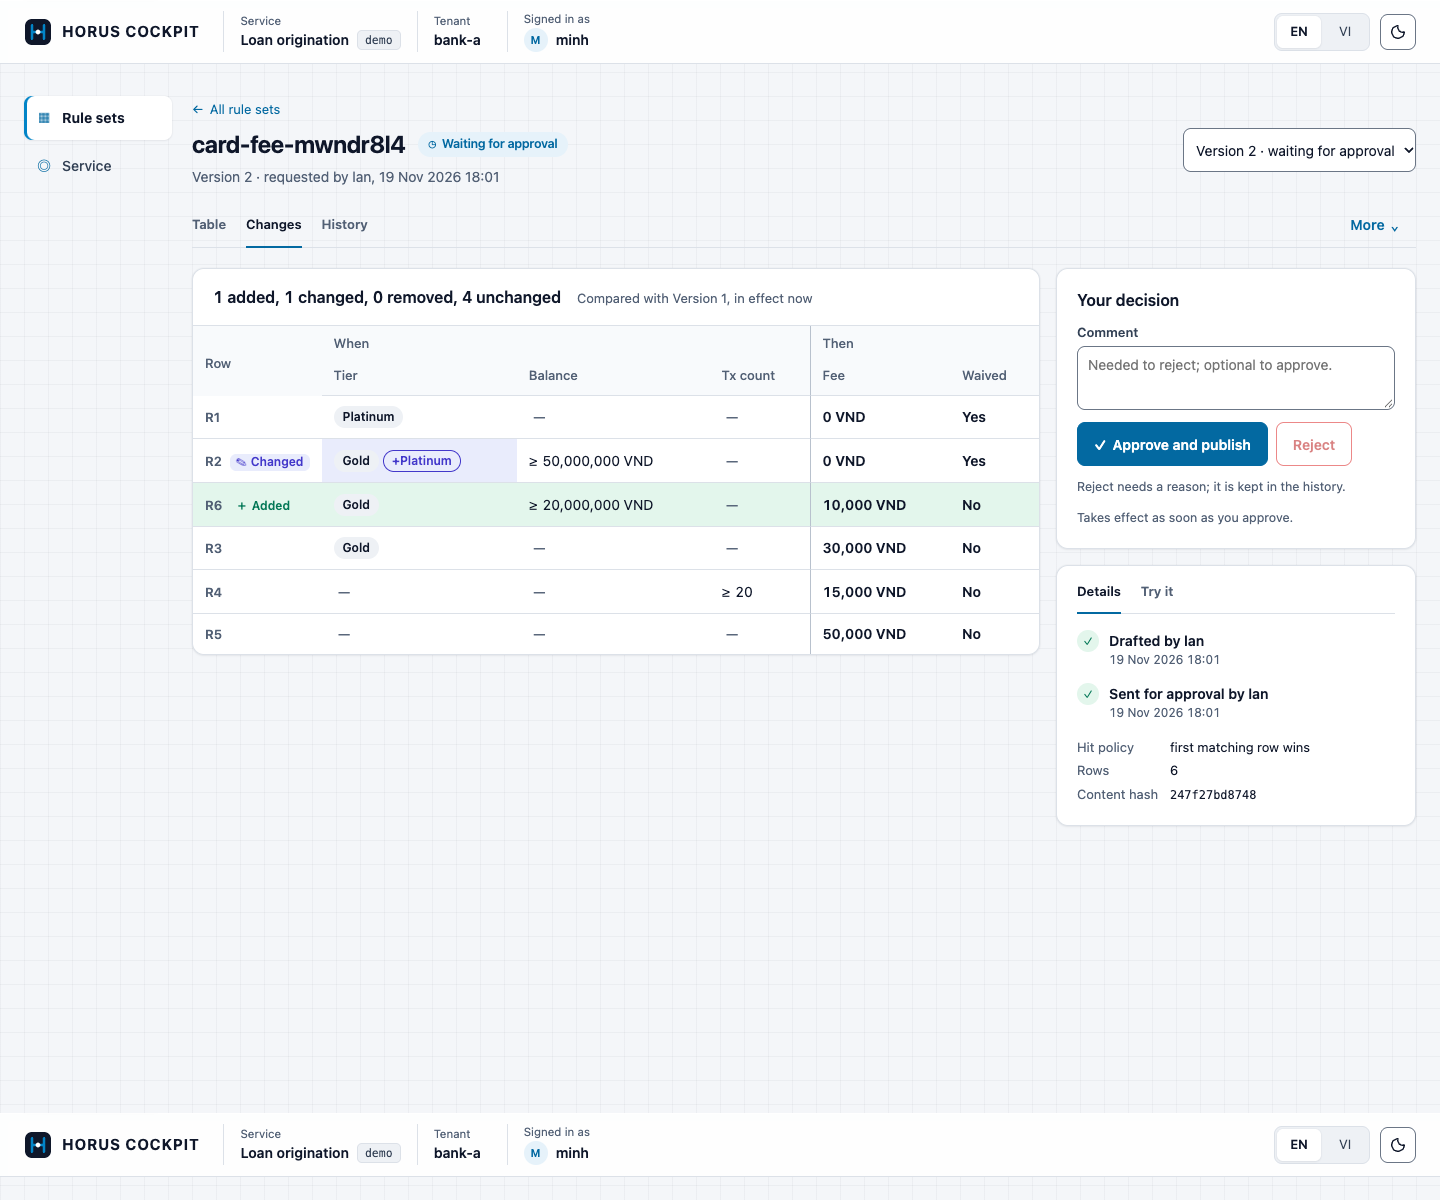 HORUS COCKPIT
Service
Loan origination demo
Tenant
bank-a
Signed in as
M minh
EN VI
Rule sets
Service
← All rule sets
card-fee-mwndr8l4 Waiting for approval
Version 2 · requested by lan, 19 Nov 2026 18:01
Version 2 · waiting for approval
Table Changes History
More
1 added, 1 changed, 0 removed, 4 unchanged Compared with Version 1, in effect now
Row When Then
Tier Balance Tx count Fee Waived
R1 Platinum — — 0 VND Yes
R2 ✎ Changed Gold +Platinum ≥ 50,000,000 VND — 0 VND Yes
R6 + Added Gold ≥ 20,000,000 VND — 10,000 VND No
R3 Gold — — 30,000 VND No
R4 — — ≥ 20 15,000 VND No
R5 — — — 50,000 VND No
Your decision
Comment
Needed to reject; optional to approve.
✓ Approve and publish Reject
Reject needs a reason; it is kept in the history.
Takes effect as soon as you approve.
Details Try it
✓ Drafted by lan
19 Nov 2026 18:01
✓ Sent for approval by lan
19 Nov 2026 18:01
Hit policy first matching row wins
Rows 6
Content hash 247f27bd8748
HORUS COCKPIT
Service
Loan origination demo
Tenant
bank-a
Signed in as
M minh
EN VI